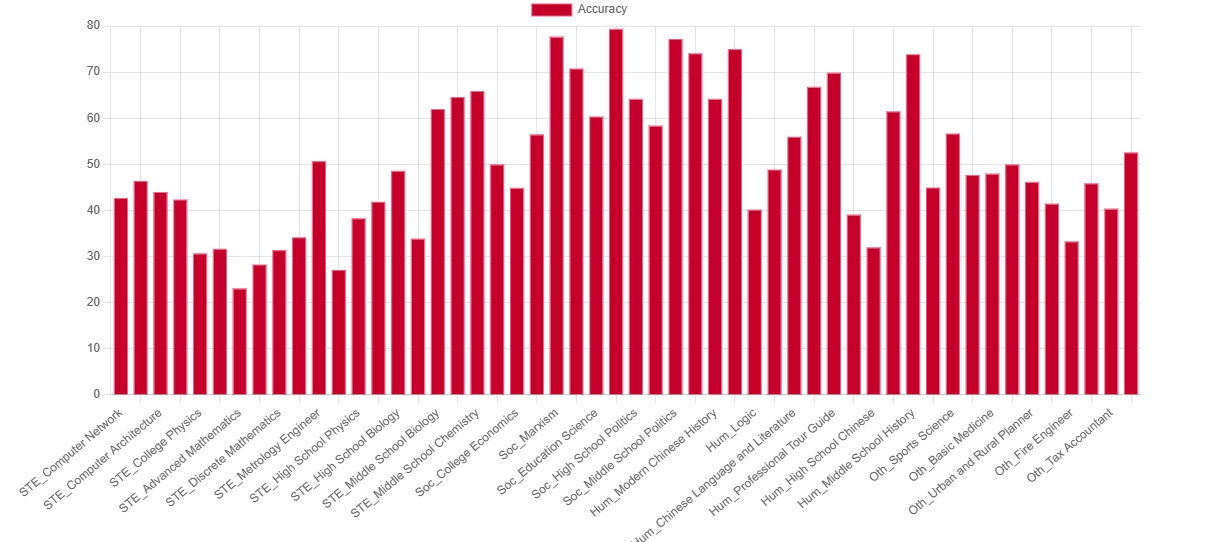 Accuracy
80
70
60
50
40
30
20
10
0
STE_Computer Network
STE_Computer Architecture
STE_College Physics
STE_Advanced Mathematics
STE_Discrete Mathematics
STE_Metrology Engineer
STE_High School Physics
STE_High School Biology
STE_Middle School Biology
STE_Middle School Chemistry
Soc_College Economics
Soc_Marxism
Soc_Education Science
Soc_High School Politics
Soc_Middle School Politics
Hum_Modern Chinese History
Hum_Logic
Hum_Chinese Language and Literature
Hum_Professional Tour Guide
Hum_High School Chinese
Hum_Middle School History
Oth_Sports Science
Oth_Basic Medicine
Oth_Urban and Rural Planner
Oth_Fire Engineer
Oth_Tax Accountant